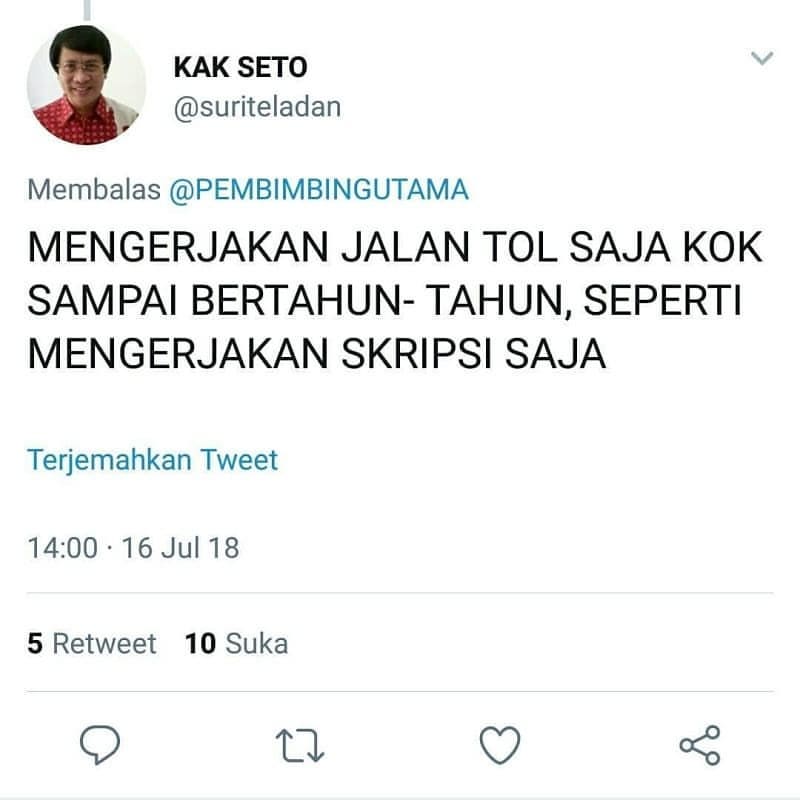 KAK SETO
@suriteladan
Membalas @PEMBIMBINGUTAMA
MENGERJAKAN JALAN TOL SAJA KOK
SAMPAI BERTAHUN- TAHUN, SEPERTI
MENGERJAKAN SKRIPSI SAJA
Terjemahkan Tweet
14:00 · 16 Jul 18
5 Retweet 10 Suka